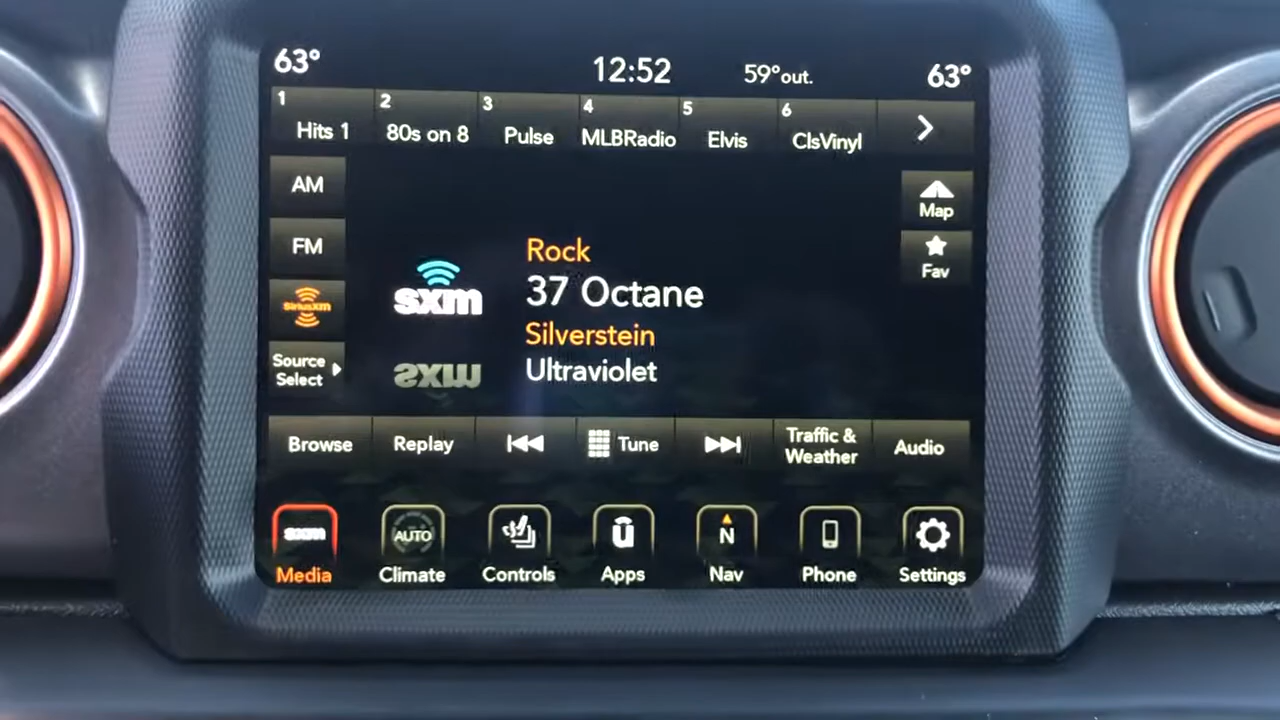 63° 12:52 59°out. 63°
1 2 3 4 5 6
Hits 1 80s on 8 Pulse MLBRadio Elvis ClsVinyl
AM
Map
FM
Fav
Rock
37 Octane
Silverstein
Ultraviolet
sxm
SiriusXM
Source
Select
sxm
Browse Replay Tune Traffic &
Weather Audio
sxm AUTO ü N
Media Climate Controls Apps Nav Phone Settings